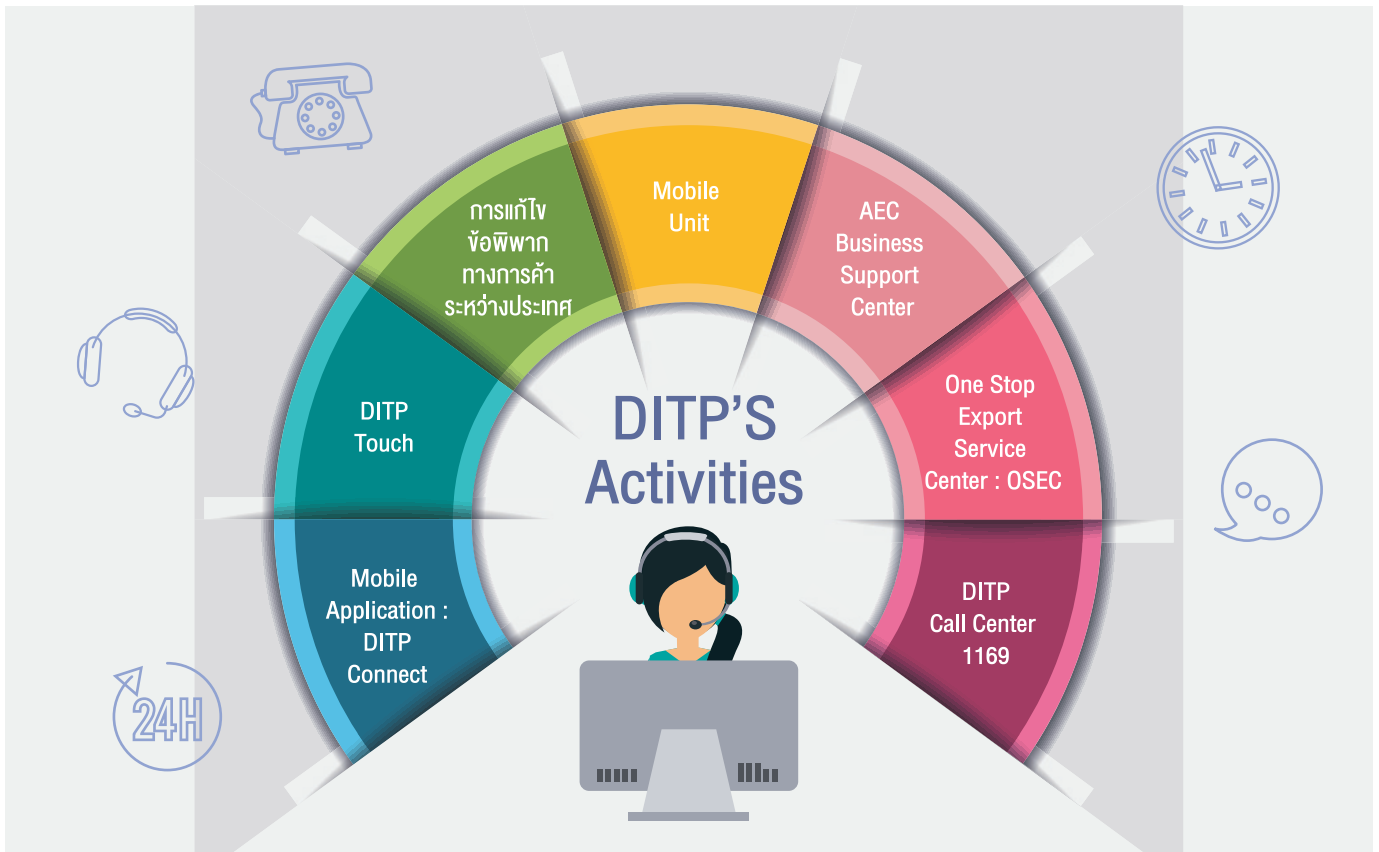 DITP'S
Activities
Mobile
Application :
DITP
Connect
DITP
Touch
การแก้ไข
ข้อพิพาท
ทางการค้า
ระหว่างประเทศ
Mobile
Unit
AEC
Business
Support
Center
One Stop
Export
Service
Center : OSEC
DITP
Call Center
1169
24H